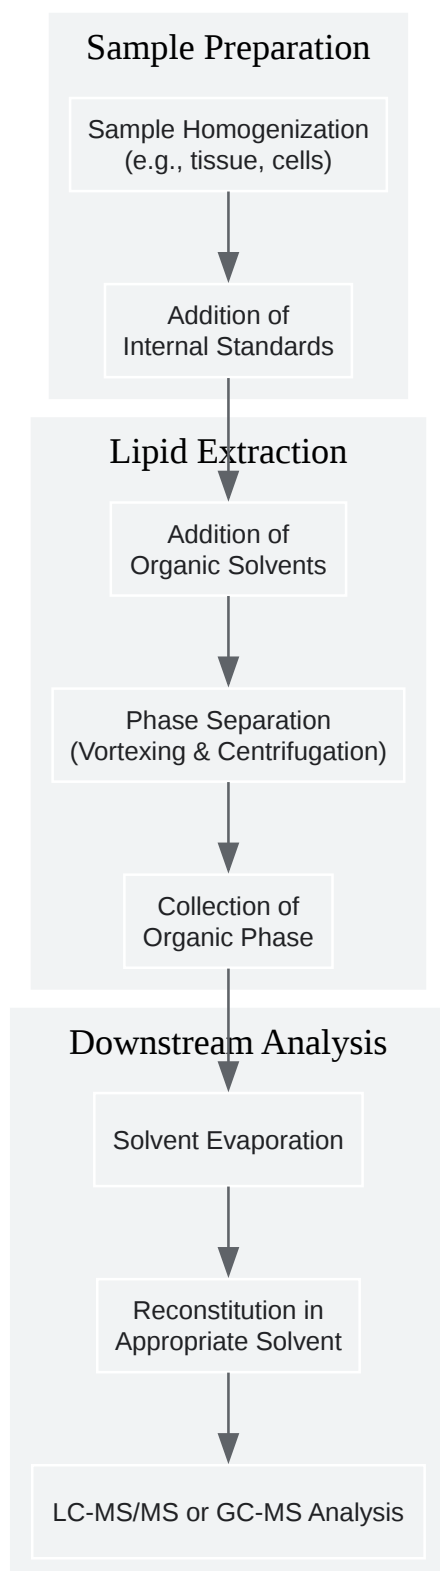 Sample Preparation
Sample Homogenization
(e.g., tissue, cells)
Addition of
Internal Standards
Lipid Extraction
Addition of
Organic Solvents
Phase Separation
(Vortexing & Centrifugation)
Collection of
Organic Phase
Downstream Analysis
Solvent Evaporation
Reconstitution in
Appropriate Solvent
LC-MS/MS or GC-MS Analysis